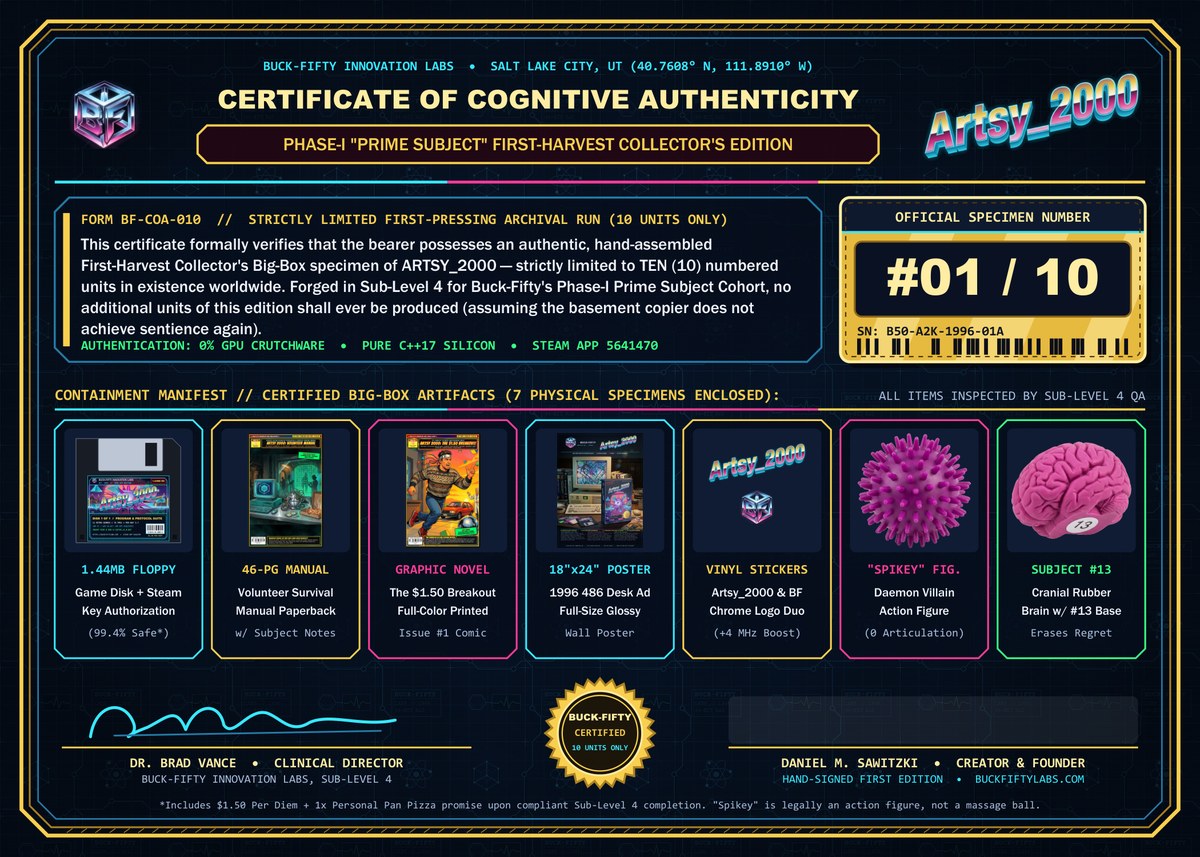 BUCK-FIFTY INNOVATION LABS • SALT LAKE CITY, UT (40.7608° N, 111.8910° W)
CERTIFICATE OF COGNITIVE AUTHENTICITY
PHASE-I "PRIME SUBJECT" FIRST-HARVEST COLLECTOR'S EDITION
BF
Artsy_2000
FORM BF-COA-010 // STRICTLY LIMITED FIRST-PRESSING ARCHIVAL RUN (10 UNITS ONLY)
This certificate formally verifies that the bearer possesses an authentic, hand-assembled
First-Harvest Collector's Big-Box specimen of ARTSY_2000 — strictly limited to TEN (10) numbered
units in existence worldwide. Forged in Sub-Level 4 for Buck-Fifty's Phase-I Prime Subject Cohort, no
additional units of this edition shall ever be produced (assuming the basement copier does not
achieve sentience again).
AUTHENTICATION: 0% GPU CRUTCHWARE • PURE C++17 SILICON • STEAM APP 5641470
OFFICIAL SPECIMEN NUMBER
#01 / 10
SN: B50-A2K-1996-01A
CONTAINMENT MANIFEST // CERTIFIED BIG-BOX ARTIFACTS (7 PHYSICAL SPECIMENS ENCLOSED):
ALL ITEMS INSPECTED BY SUB-LEVEL 4 QA
Artsy_2000
1.44MB FLOPPY
Game Disk + Steam
Key Authorization
(99.4% Safe*)
46-PG MANUAL
Volunteer Survival
Manual Paperback
w/ Subject Notes
GRAPHIC NOVEL
The $1.50 Breakout
Full-Color Printed
Issue #1 Comic
Artsy_2000
18"x24" POSTER
1996 486 Desk Ad
Full-Size Glossy
Wall Poster
Artsy_2000
BF
VINYL STICKERS
Artsy_2000 & BF
Chrome Logo Duo
(+4 MHz Boost)
"SPIKEY" FIG.
Daemon Villain
Action Figure
(0 Articulation)
13
SUBJECT #13
Cranial Rubber
Brain w/ #13 Base
Erases Regret
DR. BRAD VANCE • CLINICAL DIRECTOR
BUCK-FIFTY INNOVATION LABS, SUB-LEVEL 4
BUCK-FIFTY
CERTIFIED
10 UNITS ONLY
DANIEL M. SAWITZKI • CREATOR & FOUNDER
HAND-SIGNED FIRST EDITION • BUCKFIFTYLABS.COM
*Includes $1.50 Per Diem + 1x Personal Pan Pizza promise upon compliant Sub-Level 4 completion. "Spikey" is legally an action figure, not a massage ball.